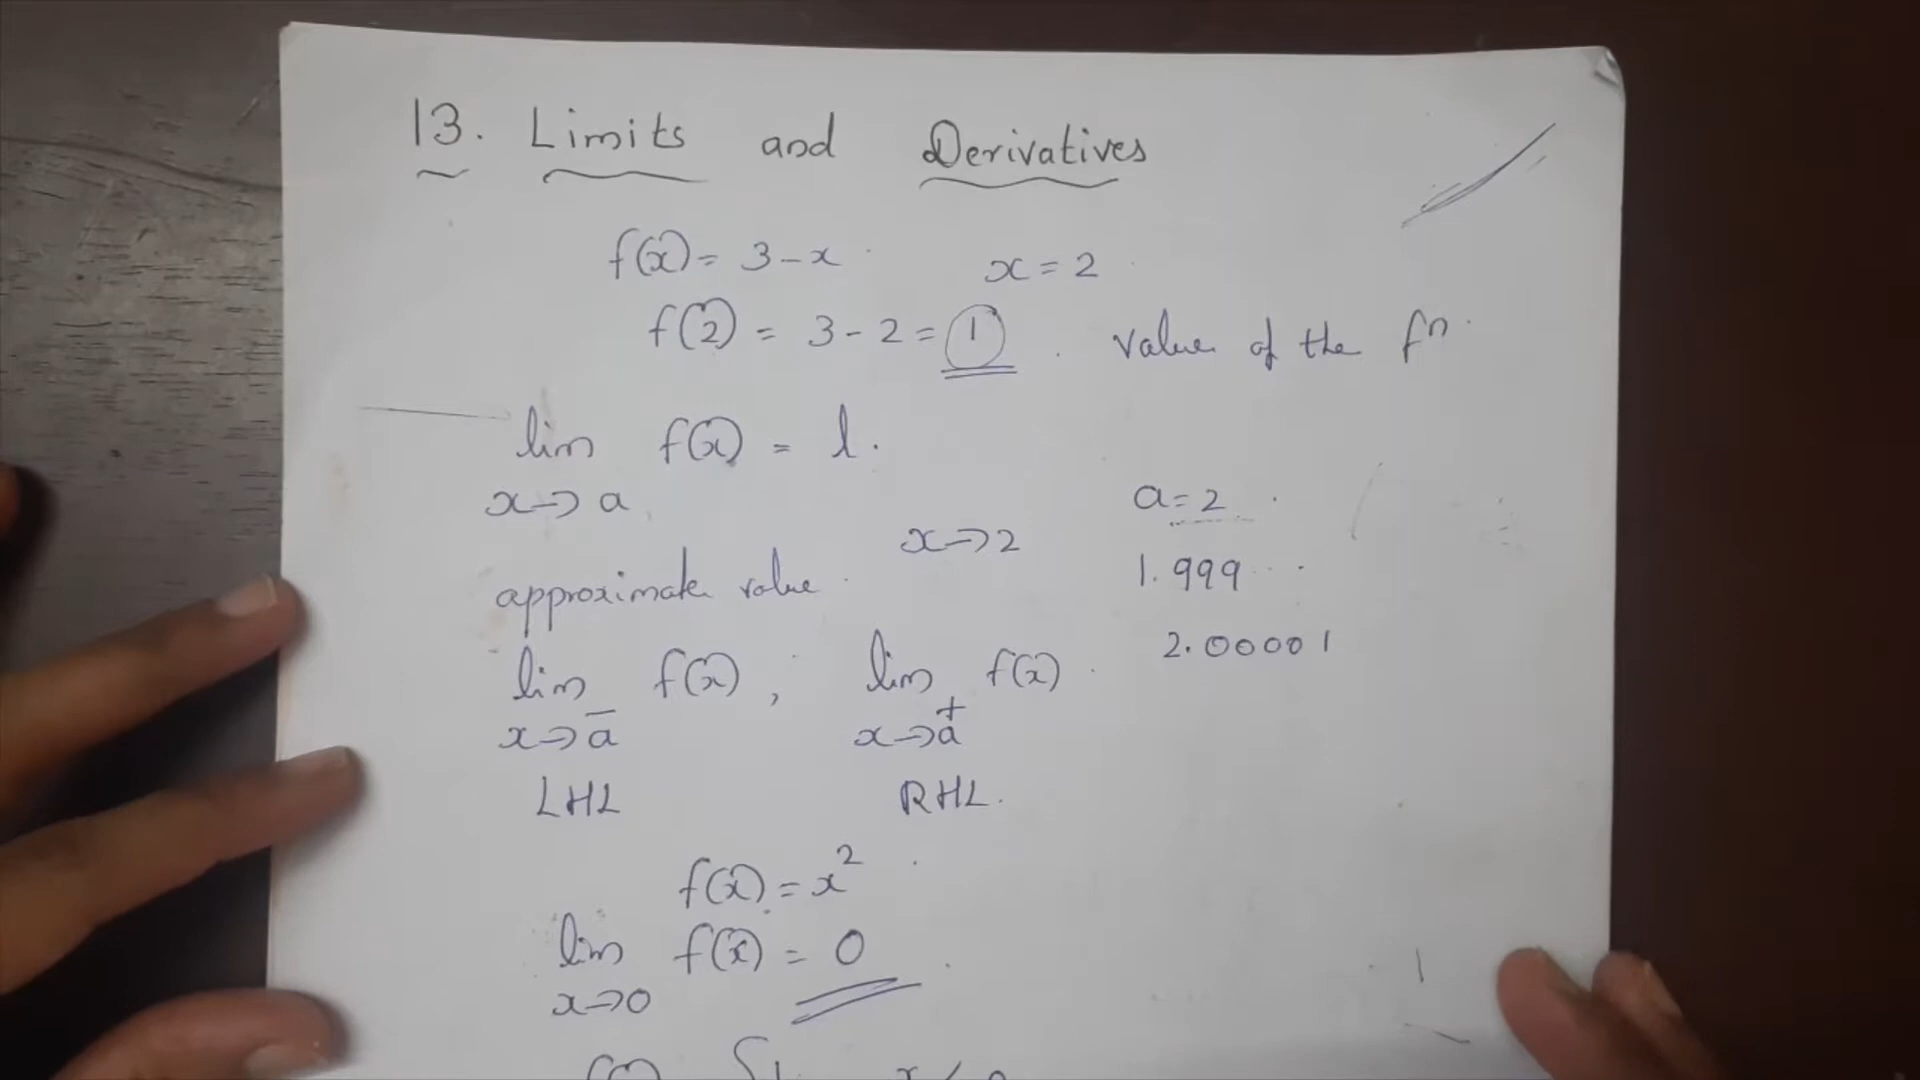 13. Limits and Derivatives
f(x) = 3 - x x = 2
f(2) = 3 - 2 = 1 . value of the fⁿ.
lim f(x) = l.
x→a a = 2
approximate value. x→2 1.999...
2.00001
lim f(x) , lim f(x).
x→a⁻ x→a⁺
LHL RHL.
f(x) = x²
lim f(x) = 0
x→0